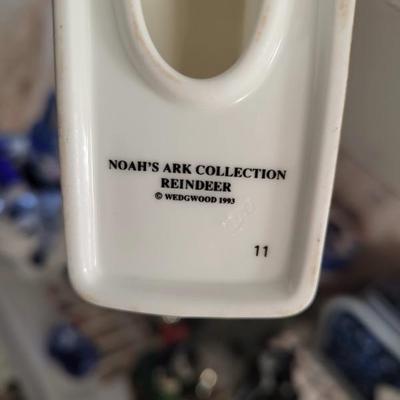 NOAH'S ARK COLLECTION
REINDEER
© WEDGWOOD 1993
11